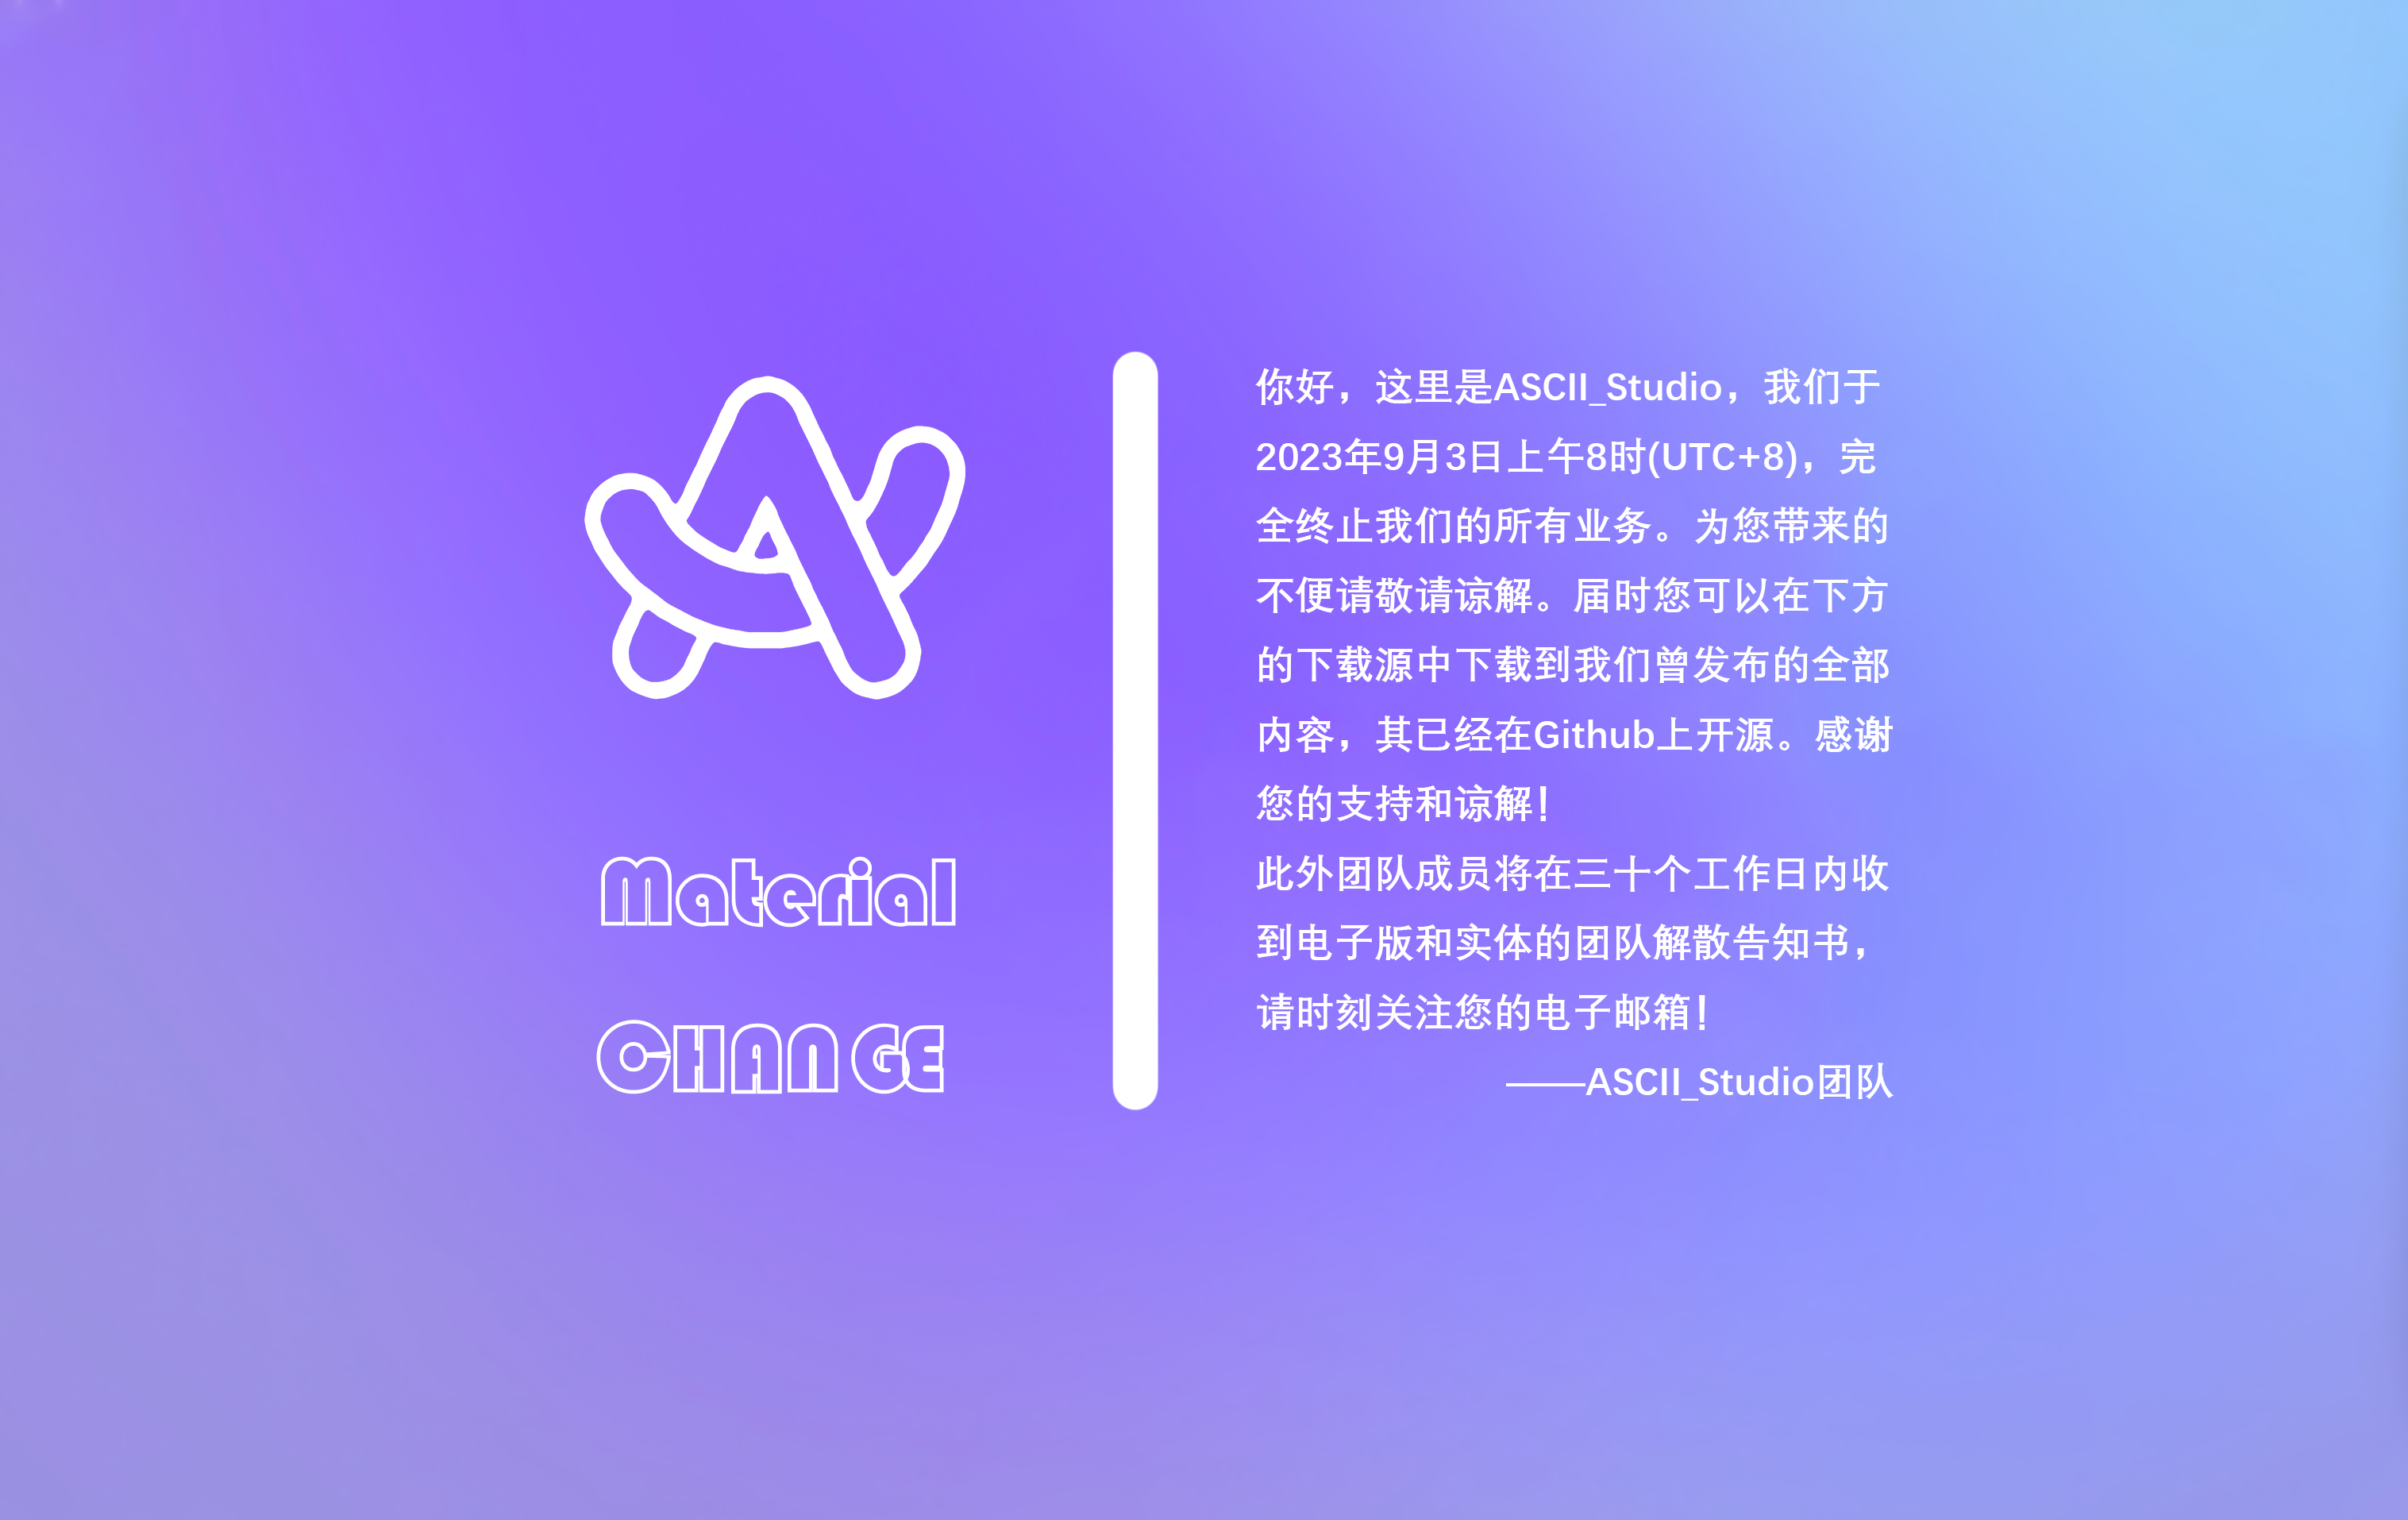 Material
CHANGE
你好，这里是ASCII_Studio，我们于
2023年9月3日上午8时(UTC+8)，完
全终止我们的所有业务。为您带来的
不便请敬请谅解。届时您可以在下方
的下载源中下载到我们曾发布的全部
内容，其已经在Github上开源。感谢
您的支持和谅解！
此外团队成员将在三十个工作日内收
到电子版和实体的团队解散告知书，
请时刻关注您的电子邮箱！
——ASCII_Studio团队